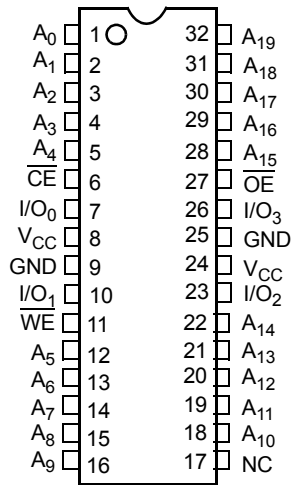 A0 1 32 A19
A1 2 31 A18
A2 3 30 A17
A3 4 29 A16
A4 5 28 A15
C̅E̅ 6 27 O̅E̅
I/O0 7 26 I/O3
VCC 8 25 GND
GND 9 24 VCC
I/O1 10 23 I/O2
W̅E̅ 11 22 A14
A5 12 21 A13
A6 13 20 A12
A7 14 19 A11
A8 15 18 A10
A9 16 17 NC